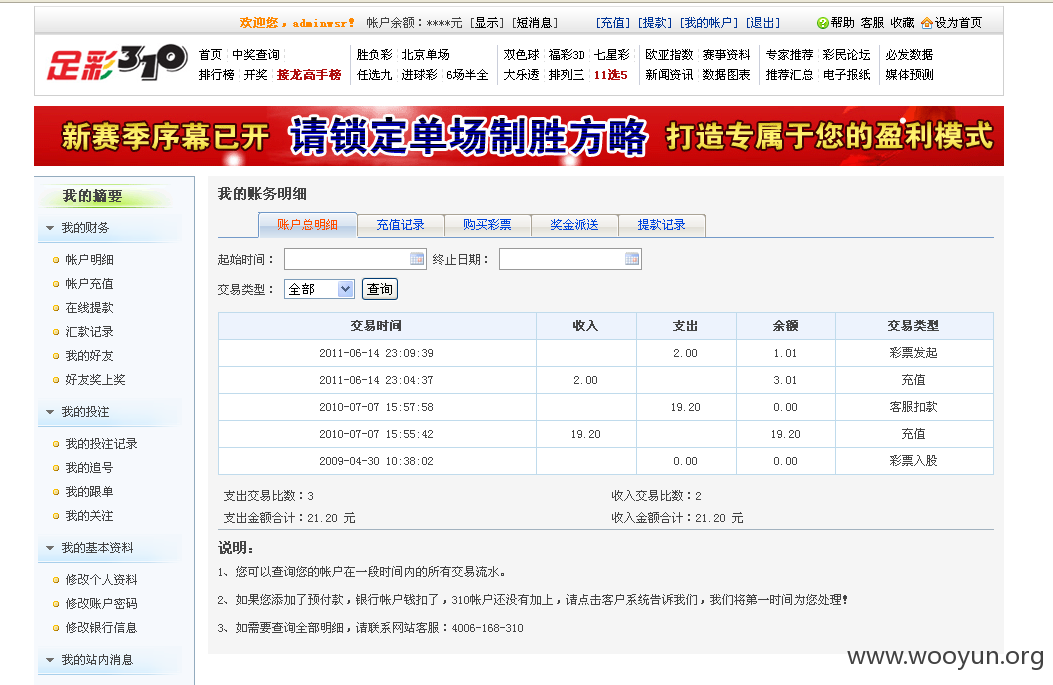 欢迎您，adminwsr！ 帐户余额：****元 [显示] [短消息] [充值] [提款] [我的帐户] [退出] 帮助 客服 收藏 设为首页
足彩310
首页 中奖查询 胜负彩 北京单场 双色球 福彩3D 七星彩 欧亚指数 赛事资料 专家推荐 彩民论坛 必发数据
排行榜 开奖 接龙高手榜 任选九 进球彩 6场半全 大乐透 排列三 11选5 新闻资讯 数据图表 推荐汇总 电子报纸 媒体预测
新赛季序幕已开 请锁定单场制胜方略 打造专属于您的盈利模式
我的摘要
我的财务
帐户明细
帐户充值
在线提款
汇款记录
我的好友
好友奖上奖
我的投注
我的投注记录
我的追号
我的跟单
我的关注
我的基本资料
修改个人资料
修改账户密码
修改银行信息
我的站内消息
我的账务明细
账户总明细 充值记录 购买彩票 奖金派送 提款记录
起始时间： 终止日期：
交易类型： 全部 查询
交易时间 收入 支出 余额 交易类型
2011-06-14 23:09:39 2.00 1.01 彩票发起
2011-06-14 23:04:37 2.00 3.01 充值
2010-07-07 15:57:58 19.20 0.00 客服扣款
2010-07-07 15:55:42 19.20 19.20 充值
2009-04-30 10:38:02 0.00 0.00 彩票入股
支出交易比数：3 收入交易比数：2
支出金额合计：21.20 元 收入金额合计：21.20 元
说明：
1、您可以查询您的帐户在一段时间内的所有交易流水。
2、如果您添加了预付款，银行帐户钱扣了，310帐户还没有加上，请点击客户系统告诉我们，我们将第一时间为您处理！
3、如需要查询全部明细，请联系网站客服：4006-168-310
www.wooyun.org